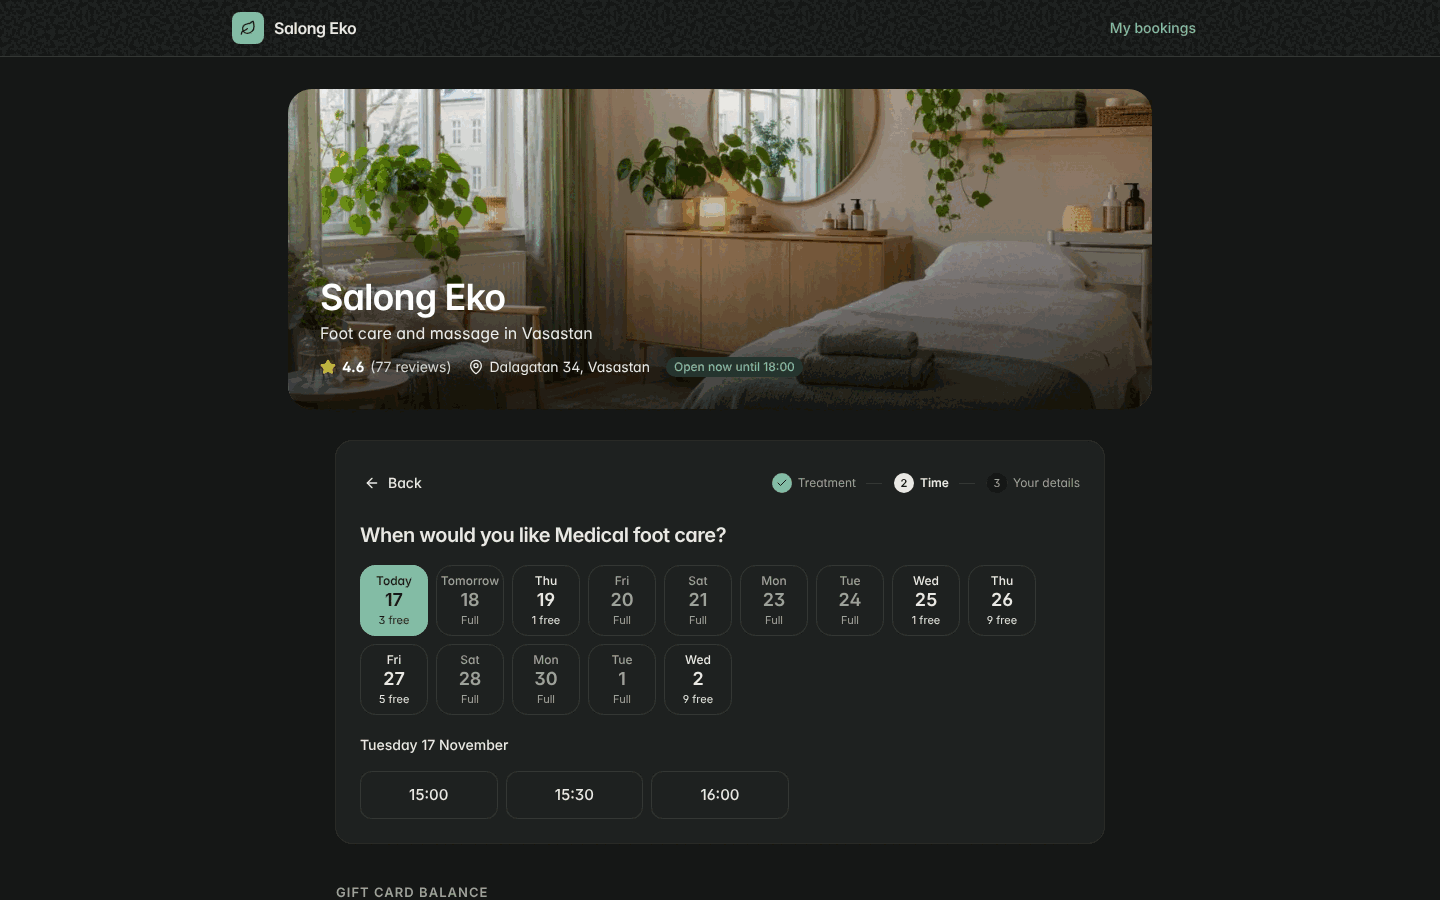 Salong Eko
My bookings
Salong Eko
Foot care and massage in Vasastan
4.6 (77 reviews) Dalagatan 34, Vasastan Open now until 18:00
Back
Treatment 2 Time 3 Your details
When would you like Medical foot care?
Today Tomorrow Thu Fri Sat Mon Tue Wed Thu
17 18 19 20 21 23 24 25 26
3 free Full 1 free Full Full Full Full 1 free 9 free
Fri Sat Mon Tue Wed
27 28 30 1 2
5 free Full Full Full 9 free
Tuesday 17 November
15:00 15:30 16:00
GIFT CARD BALANCE